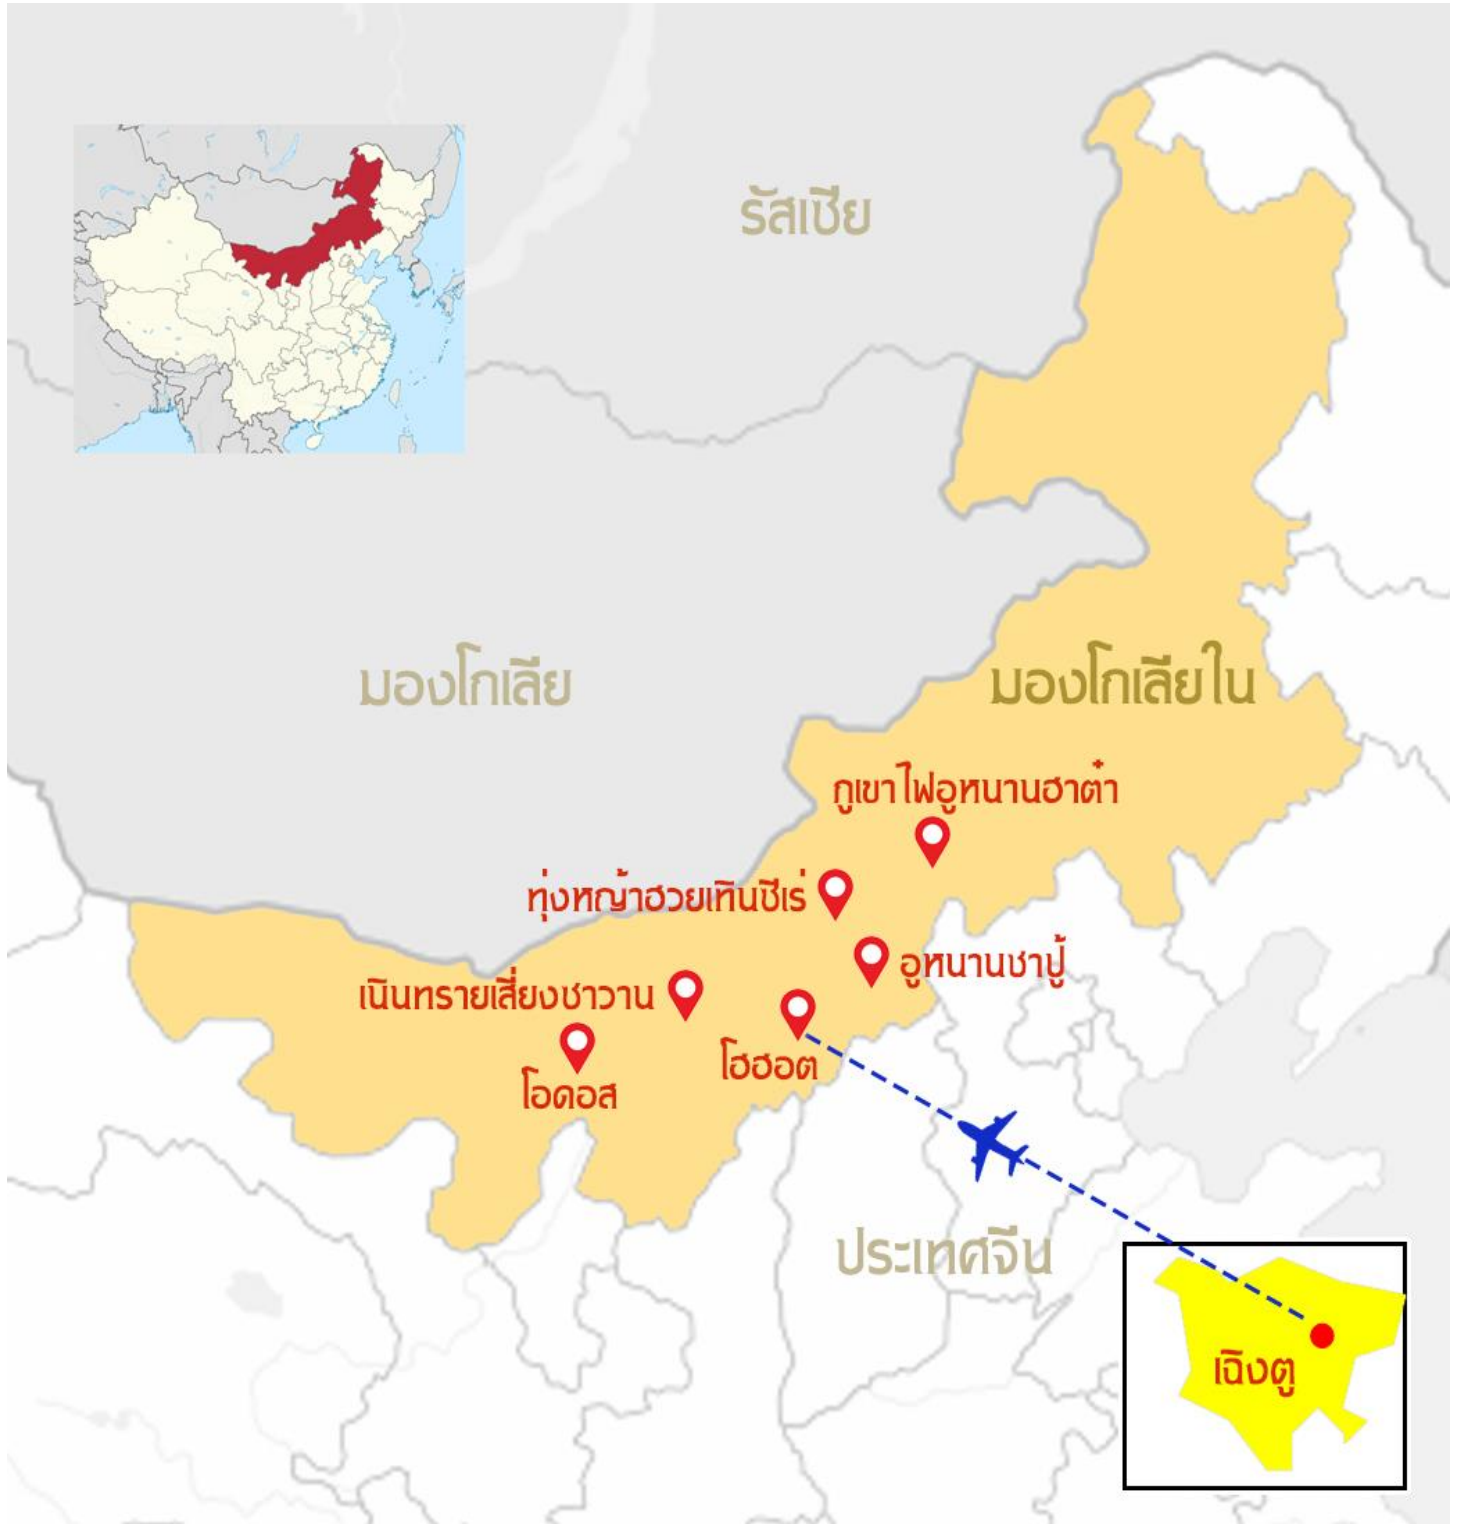 รัสเซีย
มองโกเลีย
มองโกเลียใน
ภูเขาไฟอูหนานฮาต๋า
ทุ่งหญ้าฮวยเทินซีเร่
อูหนานชาปู้
เนินทรายเสี่ยงชาวาน
โฮฮอต
โอดอส
ประเทศจีน
เฉิงตู